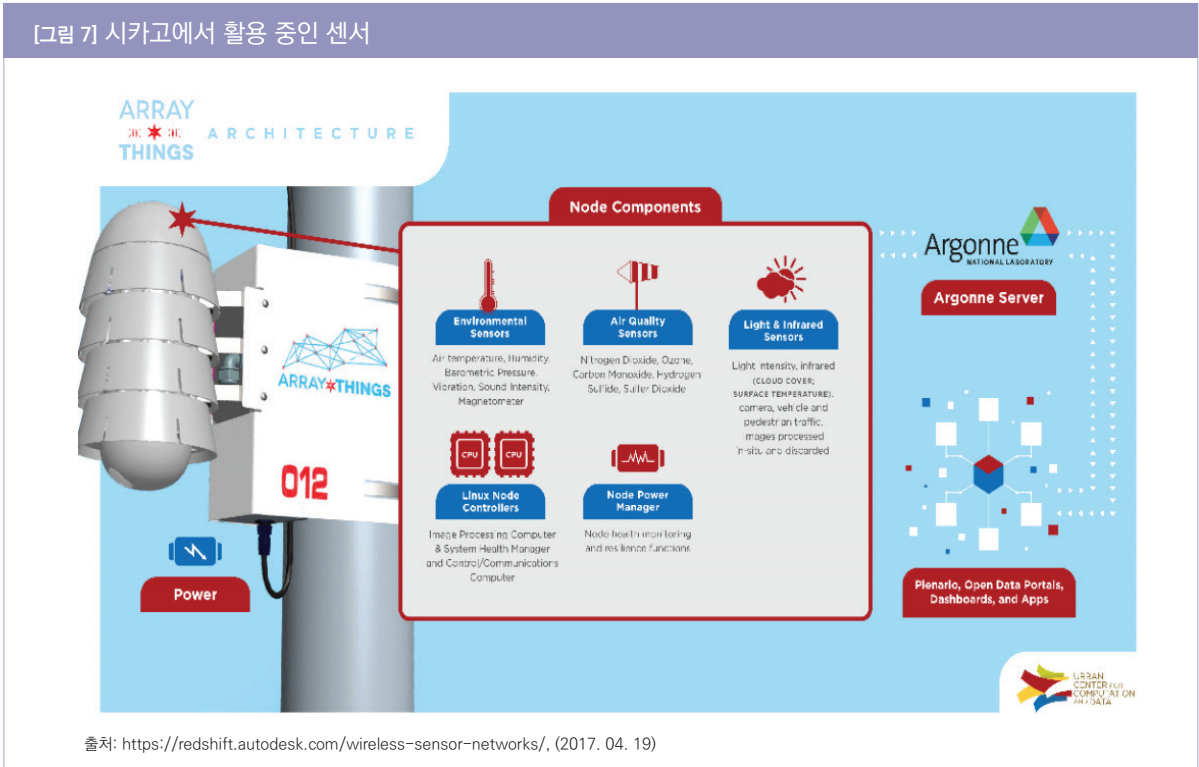 [그림 7] 시카고에서 활용 중인 센서
ARRAY
THINGS
ARCHITECTURE
ARRAY THINGS
012
Power
Node Components
Environmental
Sensors
Air temperature, Humidity,
Barometric Pressure,
Vibration, Sound Intensity,
Magnetometer
Air Quality
Sensors
Nitrogen Dioxide, Ozone,
Carbon Monoxide, Hydrogen
Sulfide, Sulfer Dioxide
Light & Infrared
Sensors
Light intensity, infrared
(CLOUD COVER;
SURFACE TEMPERATURE),
camera, vehicle and
pedestrian traffic,
images processed
in-situ and discarded
CPU CPU
Linux Node
Controllers
Image Processing Computer
& System Health Manager
and Control/Communications
Computer
Node Power
Manager
Node health monitoring
and resilience functions
Argonne
NATIONAL LABORATORY
Argonne Server
Plenario, Open Data Portals,
Dashboards, and Apps
URBAN
CENTER FOR
COMPUTATION
AND DATA
출처: https://redshift.autodesk.com/wireless-sensor-networks/, (2017. 04. 19)